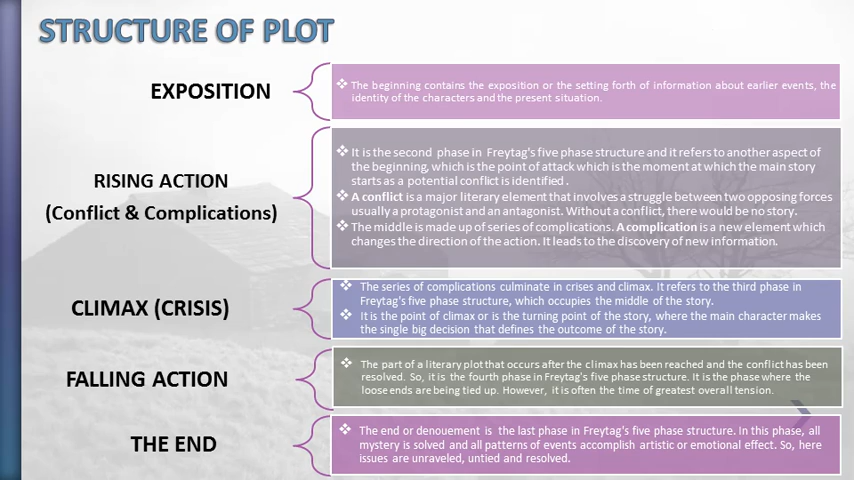 STRUCTURE OF PLOT
EXPOSITION
❖ The beginning contains the exposition or the setting forth of information about earlier events, the
identity of the characters and the present situation.
RISING ACTION
(Conflict & Complications)
❖ It is the second phase in Freytag's five phase structure and it refers to another aspect of
the beginning, which is the point of attack which is the moment at which the main story
starts as a potential conflict is identified .
❖ A conflict is a major literary element that involves a struggle between two opposing forces
usually a protagonist and an antagonist. Without a conflict, there would be no story.
❖ The middle is made up of series of complications. A complication is a new element which
changes the direction of the action. It leads to the discovery of new information.
CLIMAX (CRISIS)
❖ The series of complications culminate in crises and climax. It refers to the third phase in
Freytag's five phase structure, which occupies the middle of the story.
❖ It is the point of climax or is the turning point of the story, where the main character makes
the single big decision that defines the outcome of the story.
FALLING ACTION
❖ The part of a literary plot that occurs after the climax has been reached and the conflict has been
resolved. So, it is the fourth phase in Freytag's five phase structure. It is the phase where the
loose ends are being tied up. However, it is often the time of greatest overall tension.
THE END
❖ The end or denouement is the last phase in Freytag's five phase structure. In this phase, all
mystery is solved and all patterns of events accomplish artistic or emotional effect. So, here
issues are unraveled, untied and resolved.